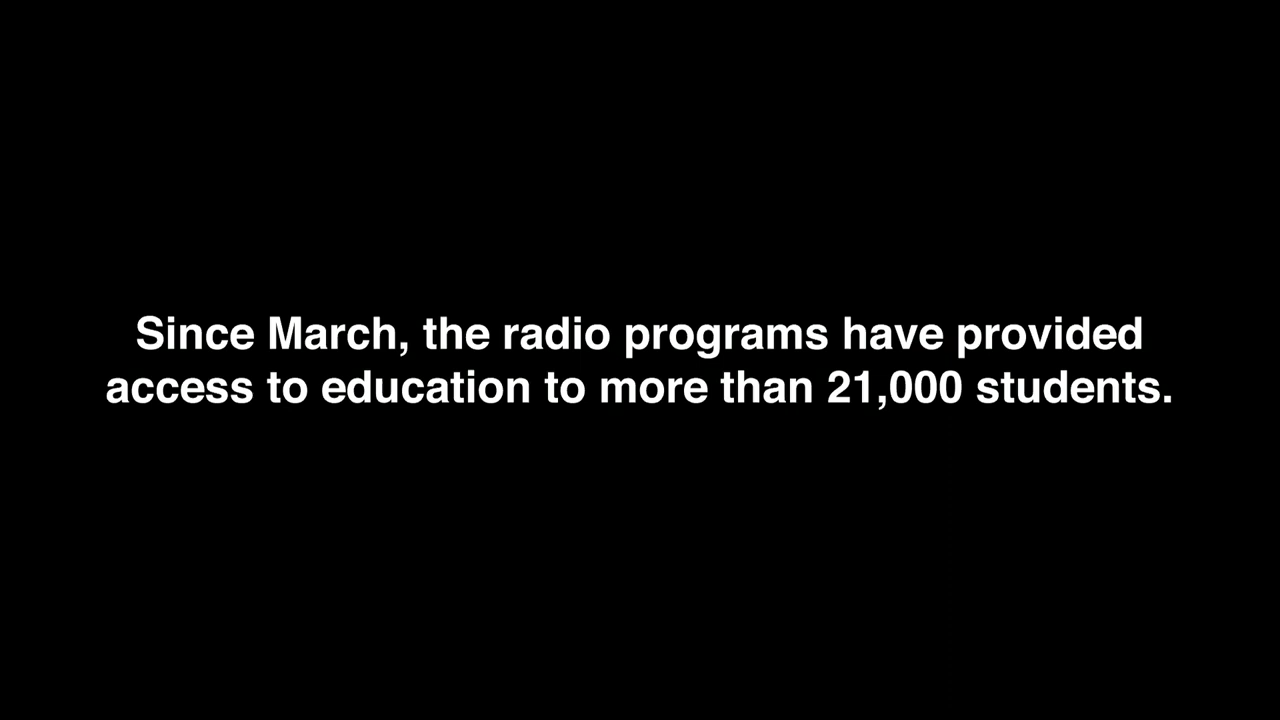 Since March, the radio programs have provided
access to education to more than 21,000 students.